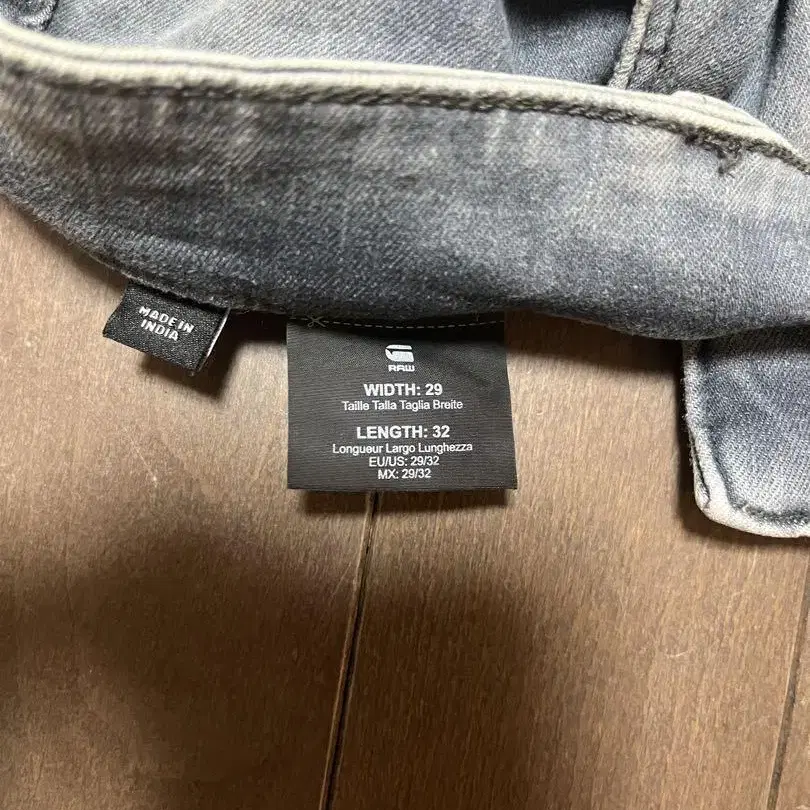 MADE IN
INDIA
RAW
WIDTH: 29
Taille Talla Taglia Breite
LENGTH: 32
Longueur Largo Lunghezza
EU/US: 29/32
MX: 29/32